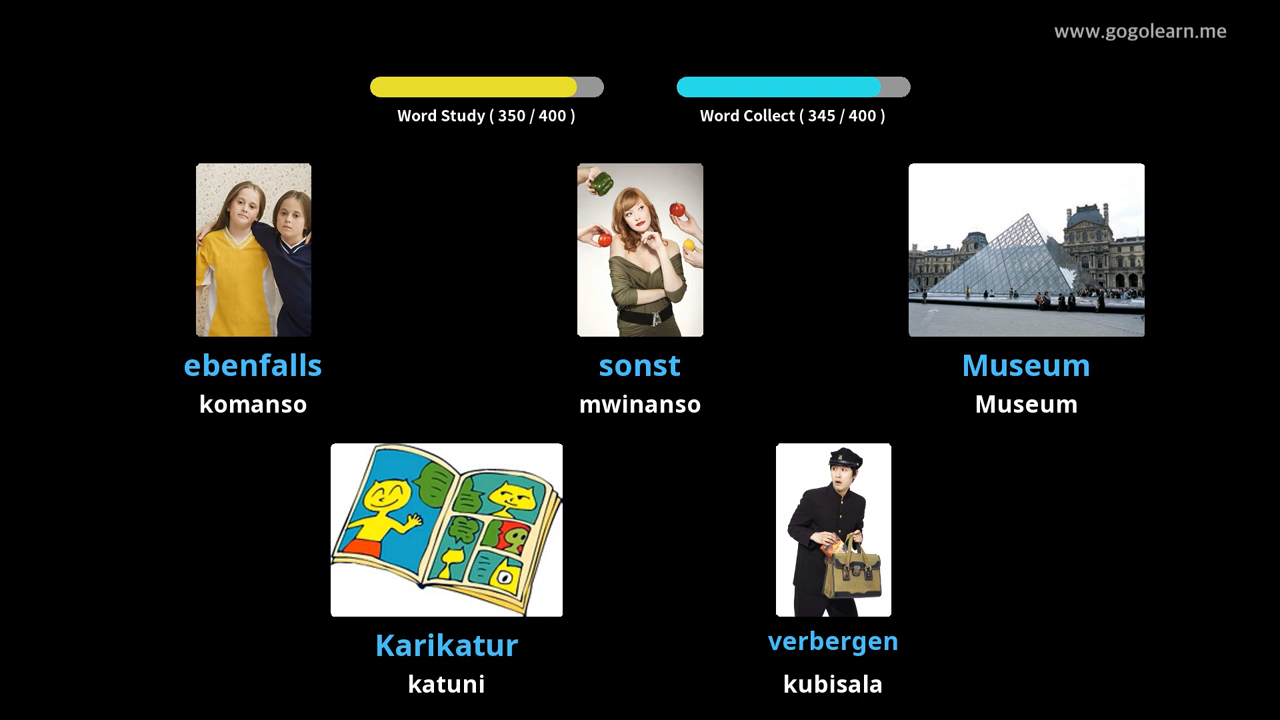 www.gogolearn.me
Word Study ( 350 / 400 )
Word Collect ( 345 / 400 )
ebenfalls
komanso
sonst
mwinanso
Museum
Museum
Karikatur
katuni
verbergen
kubisala